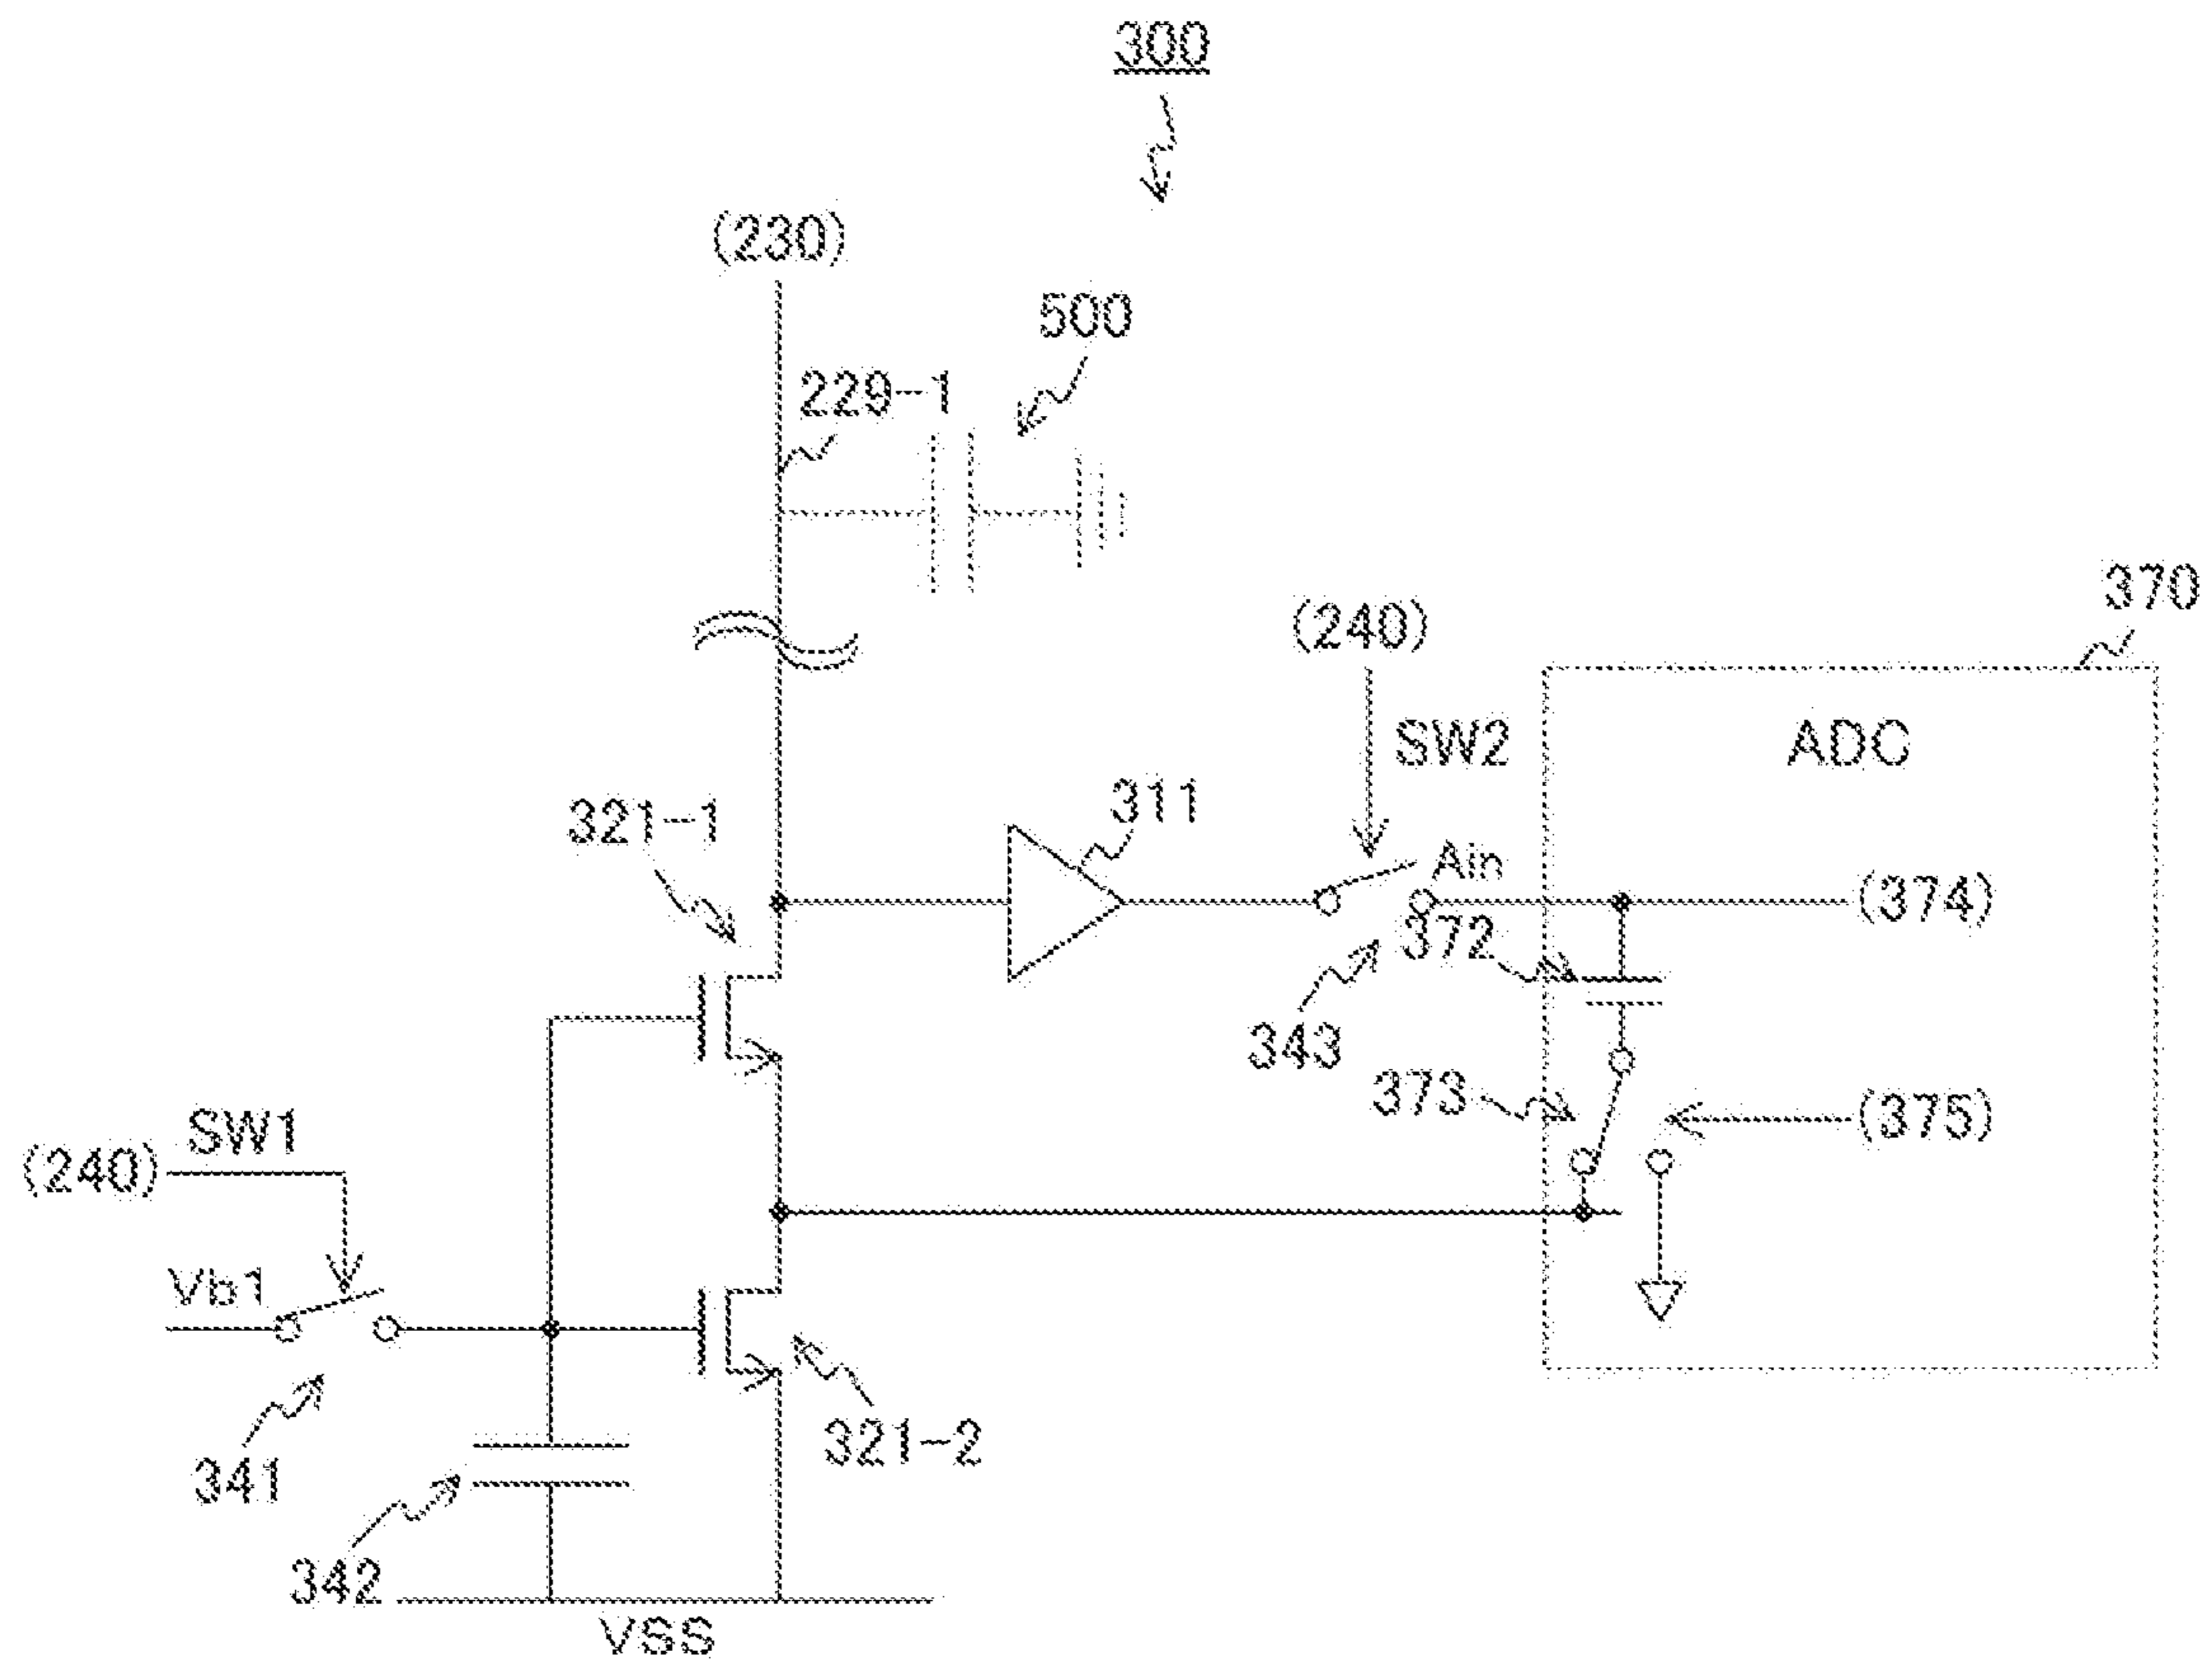 300
(230)
500
229-1
370
(240)
SW2
ADC
311
321-1
Ain
(374)
372
343
373
(375)
SW1
(240)
Vb1
321-2
341
342
VSS